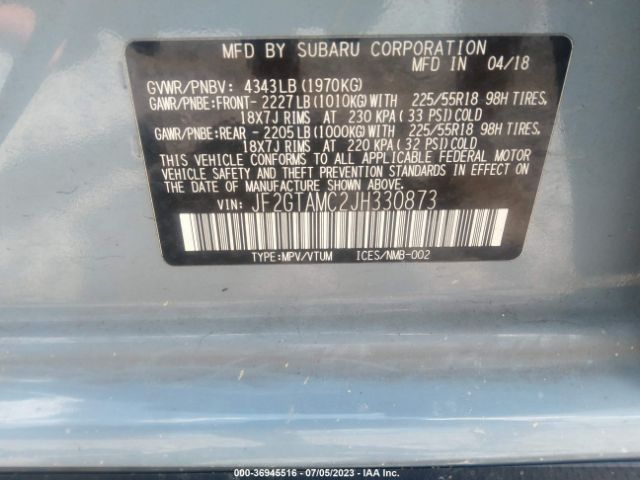 MFD BY SUBARU CORPORATION
MFD IN 04/18
GVWR/PNBV: 4343LB (1970KG)
GAWR/PNBE:FRONT- 2227LB(1010KG)WITH 225/55R18 98H TIRES,
18X7J RIMS AT 230 KPA (33 PSI)COLD
GAWR/PNBE:REAR - 2205LB(1000KG)WITH 225/55R18 98H TIRES,
18X7J RIMS AT 220 KPA (32 PSI)COLD
THIS VEHICLE CONFORMS TO ALL APPLICABLE FEDERAL MOTOR
VEHICLE SAFETY, BUMPER, AND THEFT PREVENTION STANDARDS
IN EFFECT ON THE DATE OF MANUFACTURE SHOWN ABOVE.
VIN: JF2GTAMC2JH330873
TYPE:MPV/VTUM ICES/NMB-002
000-36945516 - 07/05/2023 - IAA Inc.